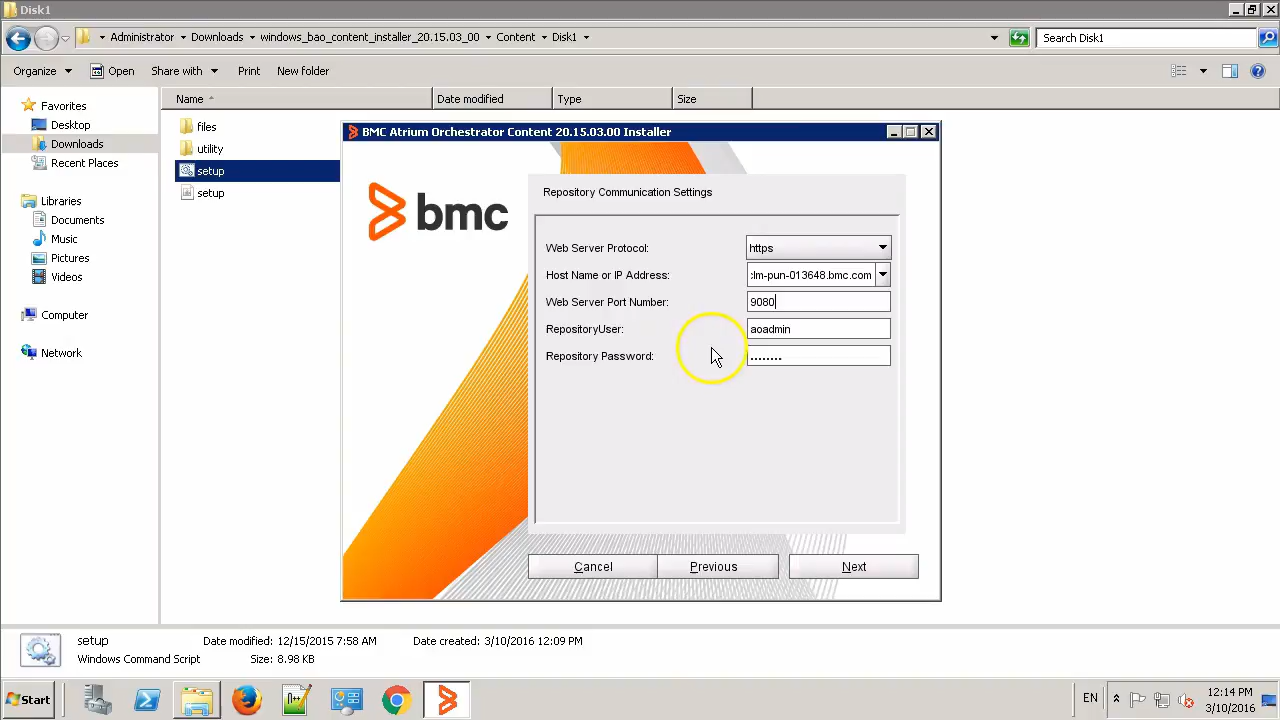 Disk1
Administrator Downloads windows_bao_content_installer_20.15.03_00 Content Disk1
Search Disk1
Organize Open Share with Print New folder
Name Date modified Type Size
Favorites
Desktop
Downloads
Recent Places
Libraries
Documents
Music
Pictures
Videos
Computer
Network
files
utility
setup
setup
BMC Atrium Orchestrator Content 20.15.03.00 Installer
bmc
Repository Communication Settings
Web Server Protocol: https
Host Name or IP Address: :lm-pun-013648.bmc.com
Web Server Port Number: 9080
RepositoryUser: aoadmin
Repository Password: ........
Cancel Previous Next
setup Date modified: 12/15/2015 7:58 AM Date created: 3/10/2016 12:09 PM
Windows Command Script Size: 8.98 KB
Start
EN
12:14 PM
3/10/2016